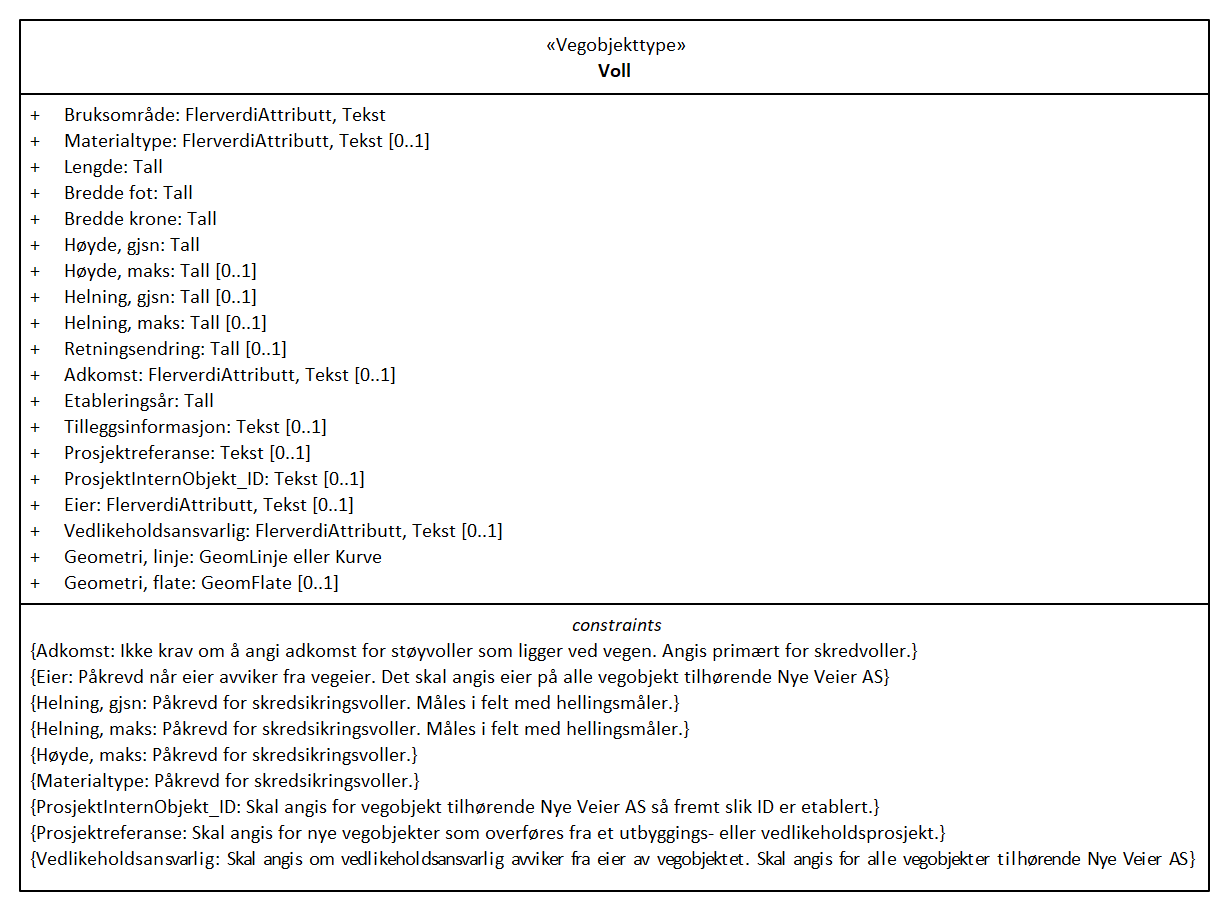 «Vegobjekttype»
Voll
+ Bruksområde: FlerverdiAttributt, Tekst
+ Materialtype: FlerverdiAttributt, Tekst [0..1]
+ Lengde: Tall
+ Bredde fot: Tall
+ Bredde krone: Tall
+ Høyde, gjsn: Tall
+ Høyde, maks: Tall [0..1]
+ Helning, gjsn: Tall [0..1]
+ Helning, maks: Tall [0..1]
+ Retningsendring: Tall [0..1]
+ Adkomst: FlerverdiAttributt, Tekst [0..1]
+ Etableringsår: Tall
+ Tilleggsinformasjon: Tekst [0..1]
+ Prosjektreferanse: Tekst [0..1]
+ ProsjektInternObjekt_ID: Tekst [0..1]
+ Eier: FlerverdiAttributt, Tekst [0..1]
+ Vedlikeholdsansvarlig: FlerverdiAttributt, Tekst [0..1]
+ Geometri, linje: GeomLinje eller Kurve
+ Geometri, flate: GeomFlate [0..1]
constraints
{Adkomst: Ikke krav om å angi adkomst for støyvoller som ligger ved vegen. Angis primært for skredvoller.}
{Eier: Påkrevd når eier avviker fra vegeier. Det skal angis eier på alle vegobjekt tilhørende Nye Veier AS}
{Helning, gjsn: Påkrevd for skredsikringsvoller. Måles i felt med hellingsmåler.}
{Helning, maks: Påkrevd for skredsikringsvoller. Måles i felt med hellingsmåler.}
{Høyde, maks: Påkrevd for skredsikringsvoller.}
{Materialtype: Påkrevd for skredsikringsvoller.}
{ProsjektInternObjekt_ID: Skal angis for vegobjekt tilhørende Nye Veier AS så fremt slik ID er etablert.}
{Prosjektreferanse: Skal angis for nye vegobjekter som overføres fra et utbyggings- eller vedlikeholdsprosjekt.}
{Vedlikeholdsansvarlig: Skal angis om vedlikeholdsansvarlig avviker fra eier av vegobjektet. Skal angis for alle vegobjekter tilhørende Nye Veier AS}